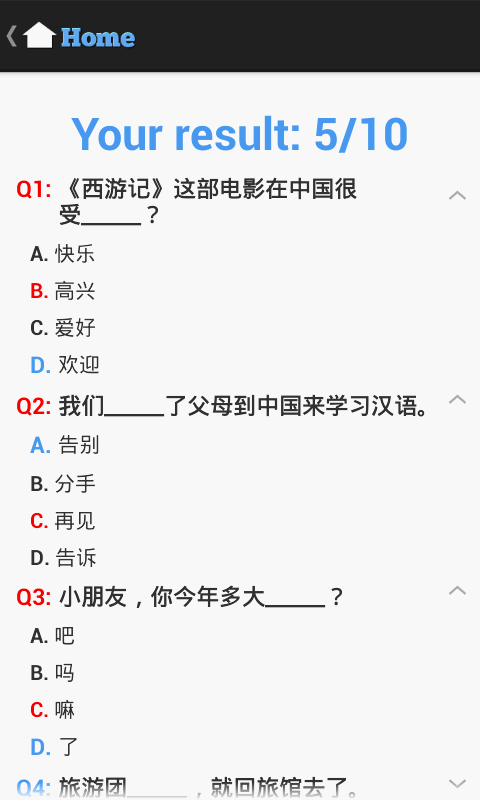 Home
Your result: 5/10
Q1: 《西游记》这部电影在中国很
受_____？
A. 快乐
B. 高兴
C. 爱好
D. 欢迎
Q2: 我们_____了父母到中国来学习汉语。
A. 告别
B. 分手
C. 再见
D. 告诉
Q3: 小朋友，你今年多大_____？
A. 吧
B. 吗
C. 嘛
D. 了
Q4: 旅游团_____，就回旅馆去了。